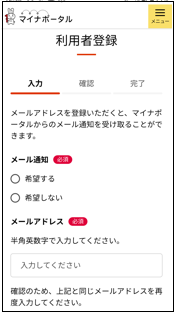 マイナポータル
メニュー
利用者登録
入力 確認 完了
メールアドレスを登録いただくと、マイナポ
ータルからのメール通知を受け取ることがで
きます。
メール通知 必須
希望する
希望しない
メールアドレス 必須
半角英数字で入力してください。
入力してください
確認のため、上記と同じメールアドレスを再
度入力してください。